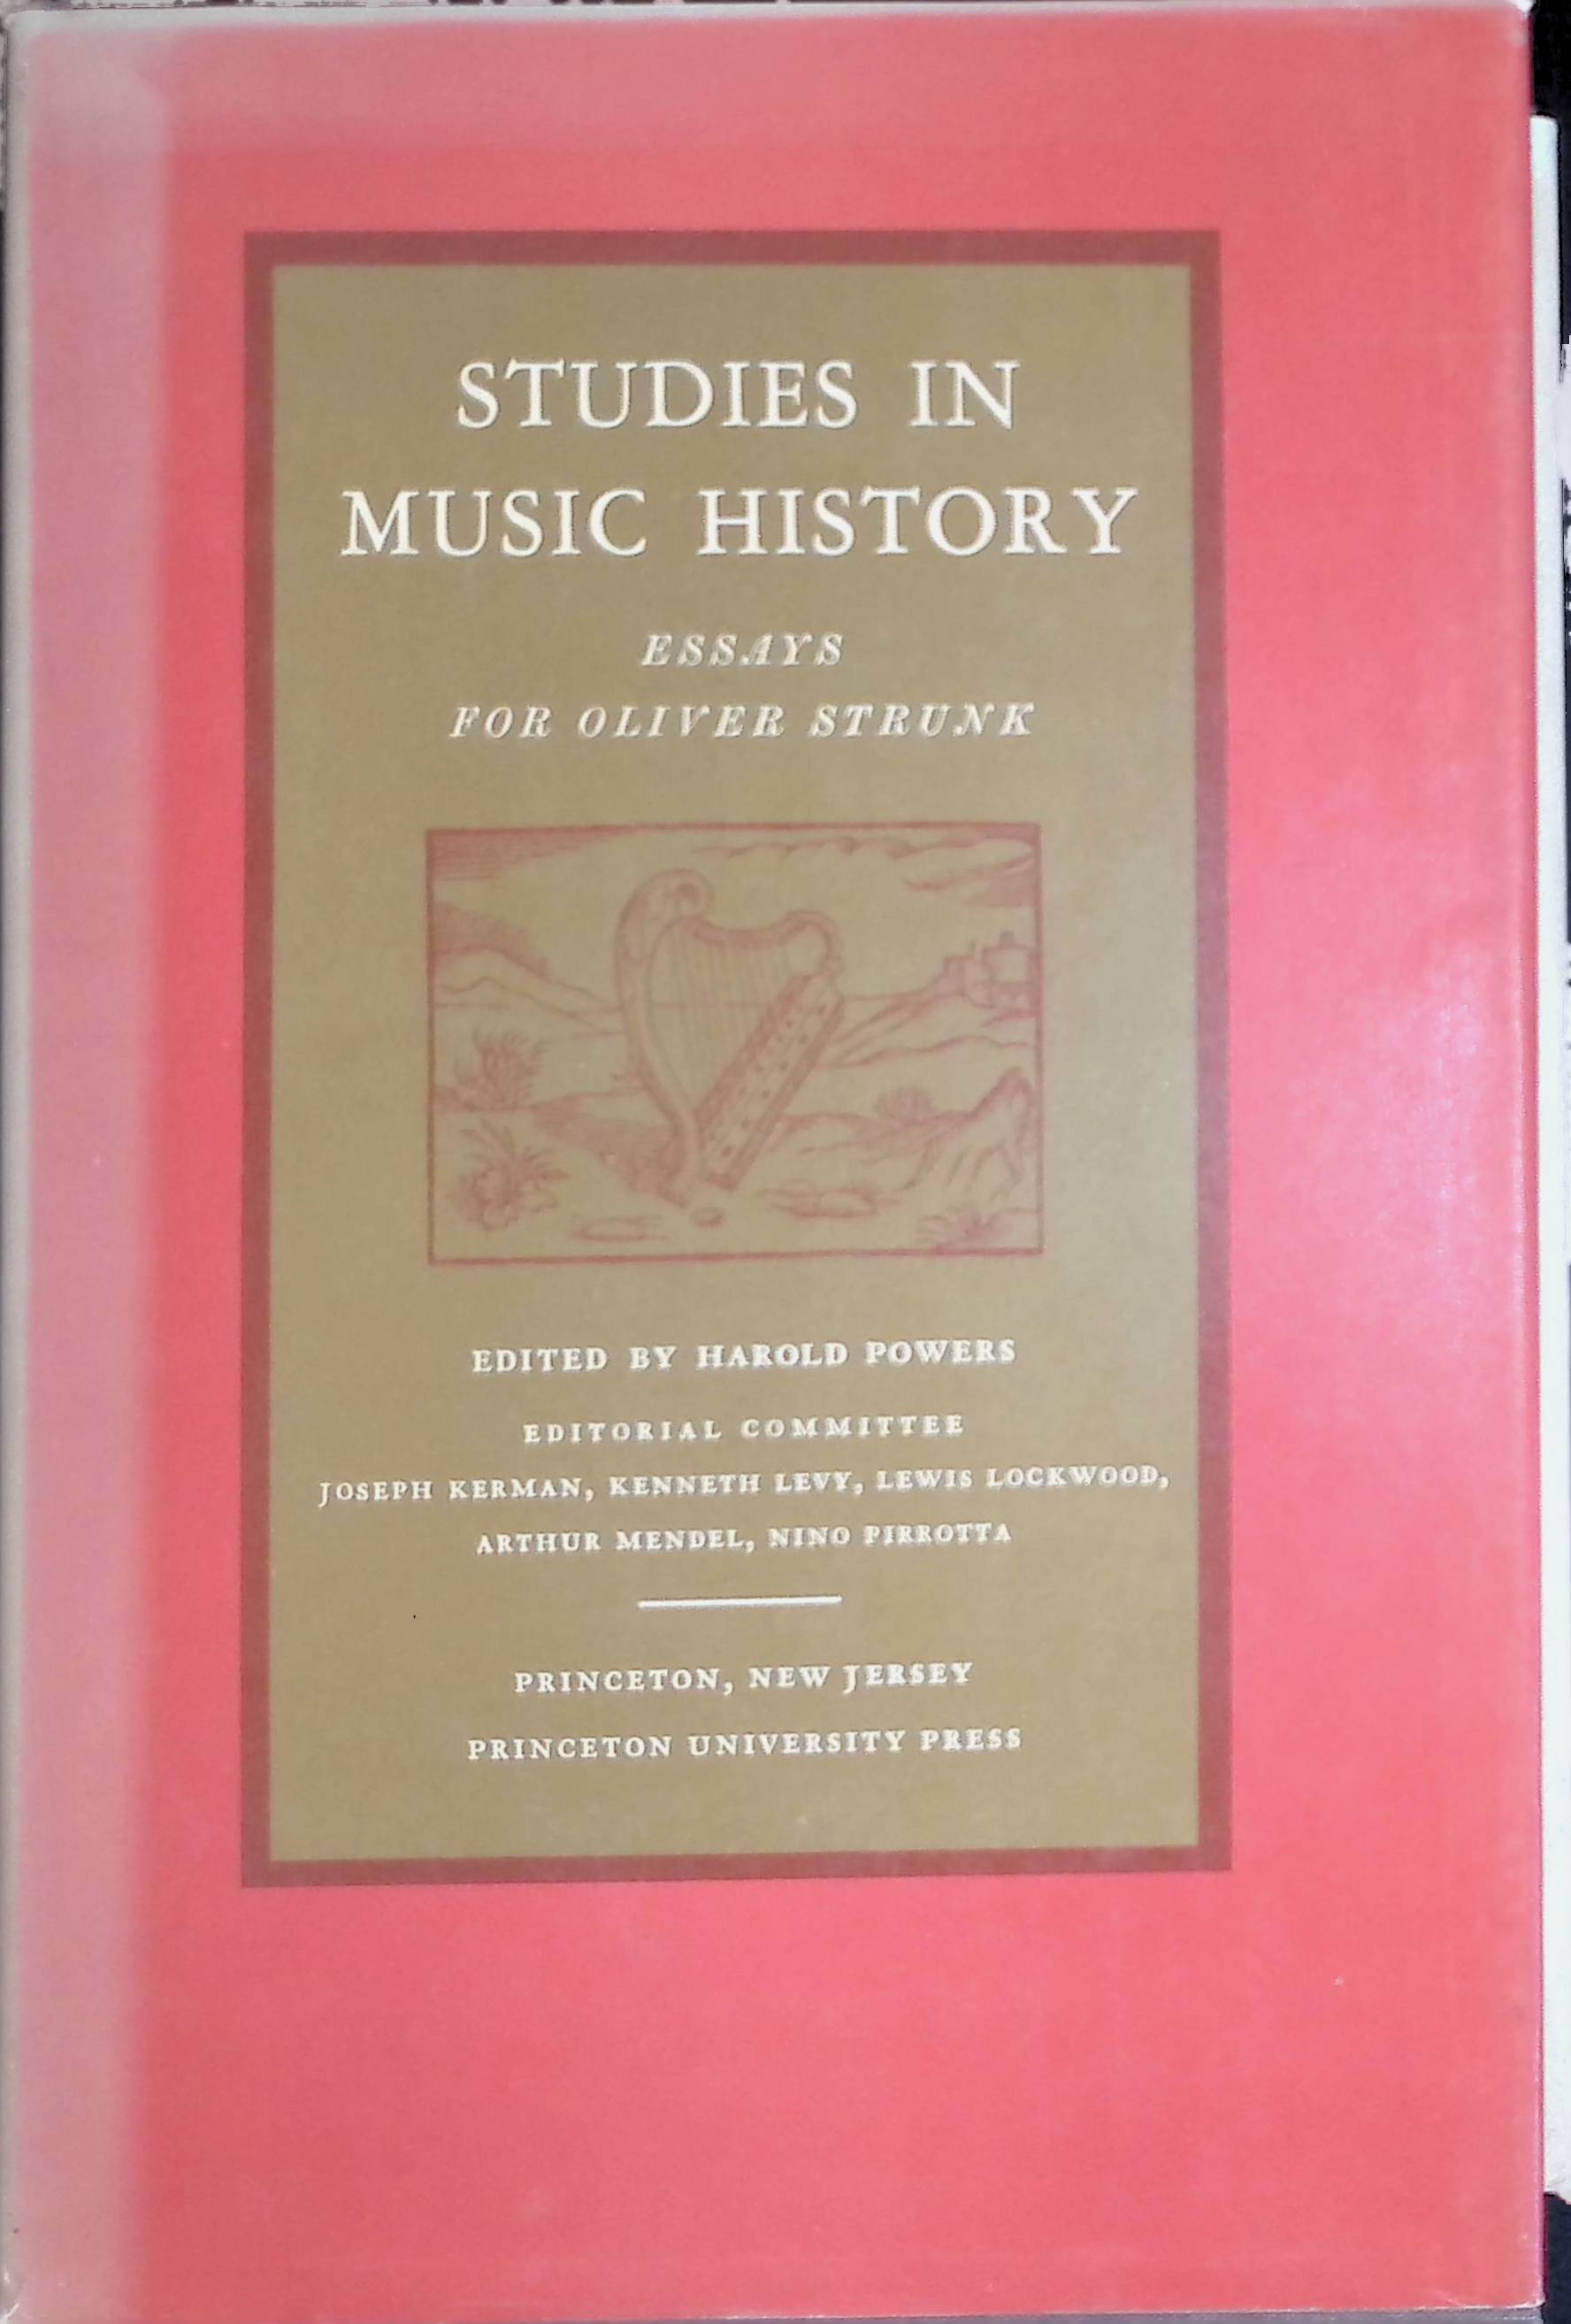 STUDIES IN
MUSIC HISTORY
ESSAYS
FOR OLIVER STRUNK
EDITED BY HAROLD POWERS
EDITORIAL COMMITTEE
JOSEPH KERMAN, KENNETH LEVY, LEWIS LOCKWOOD,
ARTHUR MENDEL, NINO PIRROTTA
PRINCETON, NEW JERSEY
PRINCETON UNIVERSITY PRESS